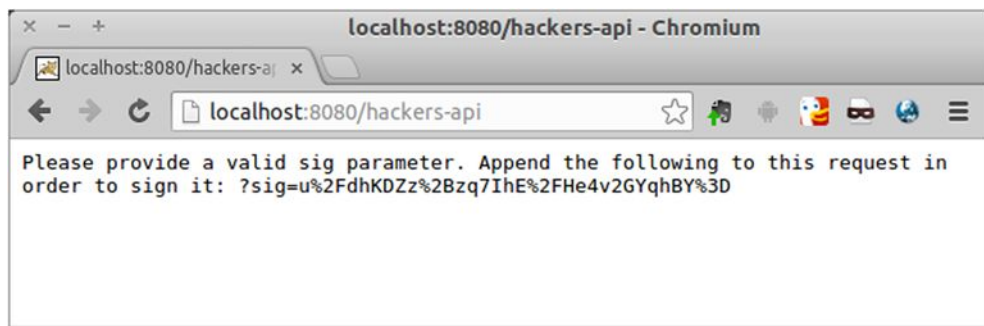 localhost:8080/hackers-api - Chromium
localhost:8080/hackers-ap
localhost:8080/hackers-api
Please provide a valid sig parameter. Append the following to this request in
order to sign it: ?sig=u%2FdhKDZz%2Bzq7IhE%2FHe4v2GYqhBY%3D